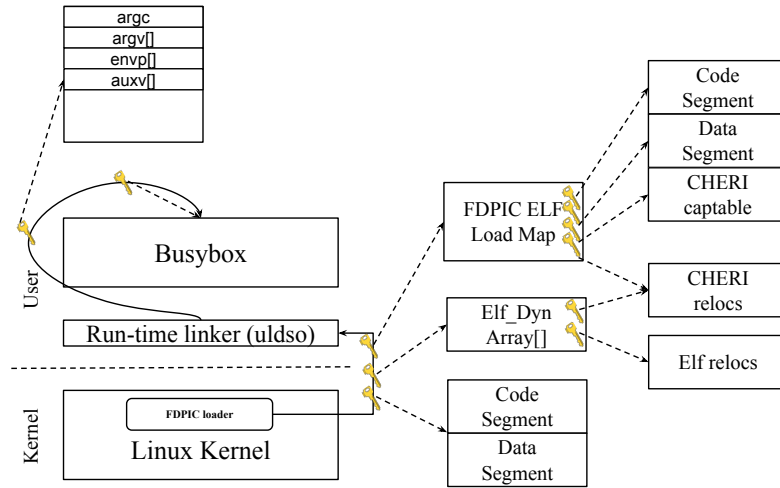 argc
argv[]
envp[]
auxv[]
Code
Segment
Data
Segment
CHERI
captable
FDPIC ELF
Load Map
Busybox
User
CHERI
relocs
Elf_Dyn
Array[]
Run-time linker (uldso)
Elf relocs
Kernel
FDPIC loader
Linux Kernel
Code
Segment
Data
Segment